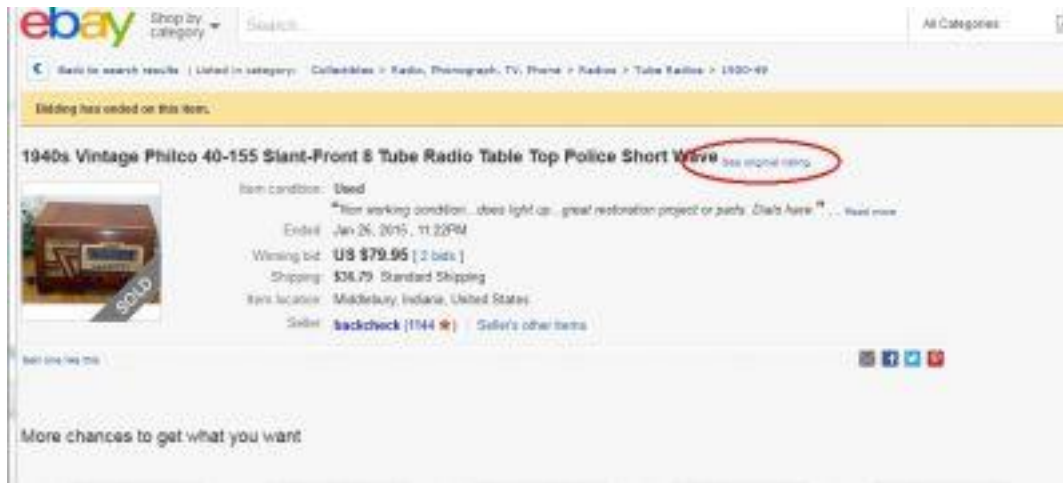 ebay Shop by category Search... All Categories
Back to search results | Listed in category: Collectibles > Radio, Phonograph, TV, Phone > Radios > Tube Radios > 1930-49
Bidding has ended on this item.
1940s Vintage Philco 40-155 Slant-Front 8 Tube Radio Table Top Police Short Wave See original listing
Item condition: Used
"Non working condition...does light up...great restoration project or parts. Dials have" ... Read more
Ended: Jan 26, 2015, 11:22PM
Winning bid: US $79.95 [ 2 bids ]
Shipping: Standard Shipping
Item location: Middlebury, Indiana, United States
Seller: backcheck (1144) | Seller's other items
SOLD
Sell one like this
More chances to get what you want